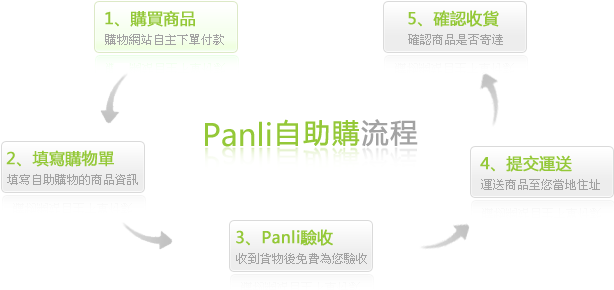 1、購買商品
購物網站自主下單付款
5、確認收貨
確認商品是否寄達
Panli自助購流程
2、填寫購物單
填寫自助購物的商品資訊
4、提交運送
運送商品至您當地住址
3、Panli驗收
收到貨物後免費為您驗收